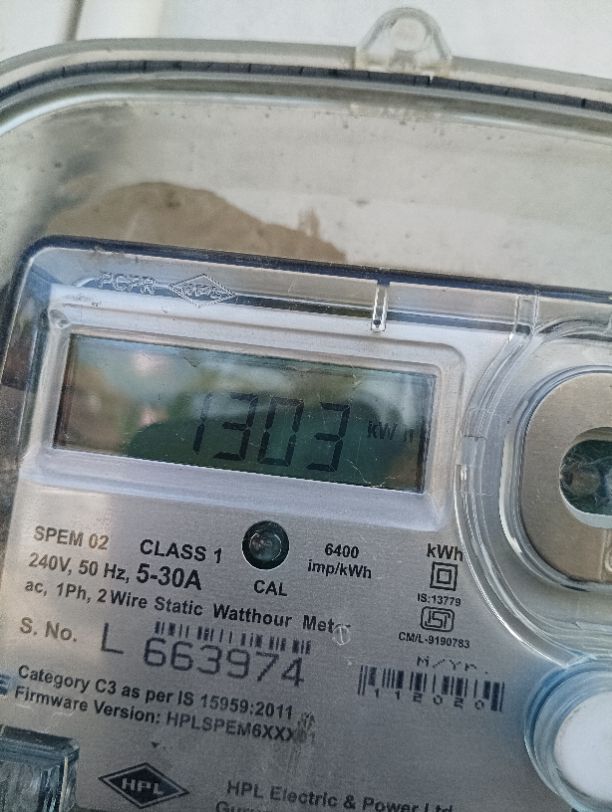 1303 kWh
SPEM 02 CLASS 1 6400 imp/kWh kWh
240V, 50 Hz, 5-30A CAL
IS:13779
ac, 1Ph, 2 Wire Static Watthour Meter
CM/L-9190783
S. No. L 663974
M/YR.
112020
Category C3 as per IS 15959:2011
Firmware Version: HPLSPEM6XXX
HPL
HPL Electric & Power Ltd